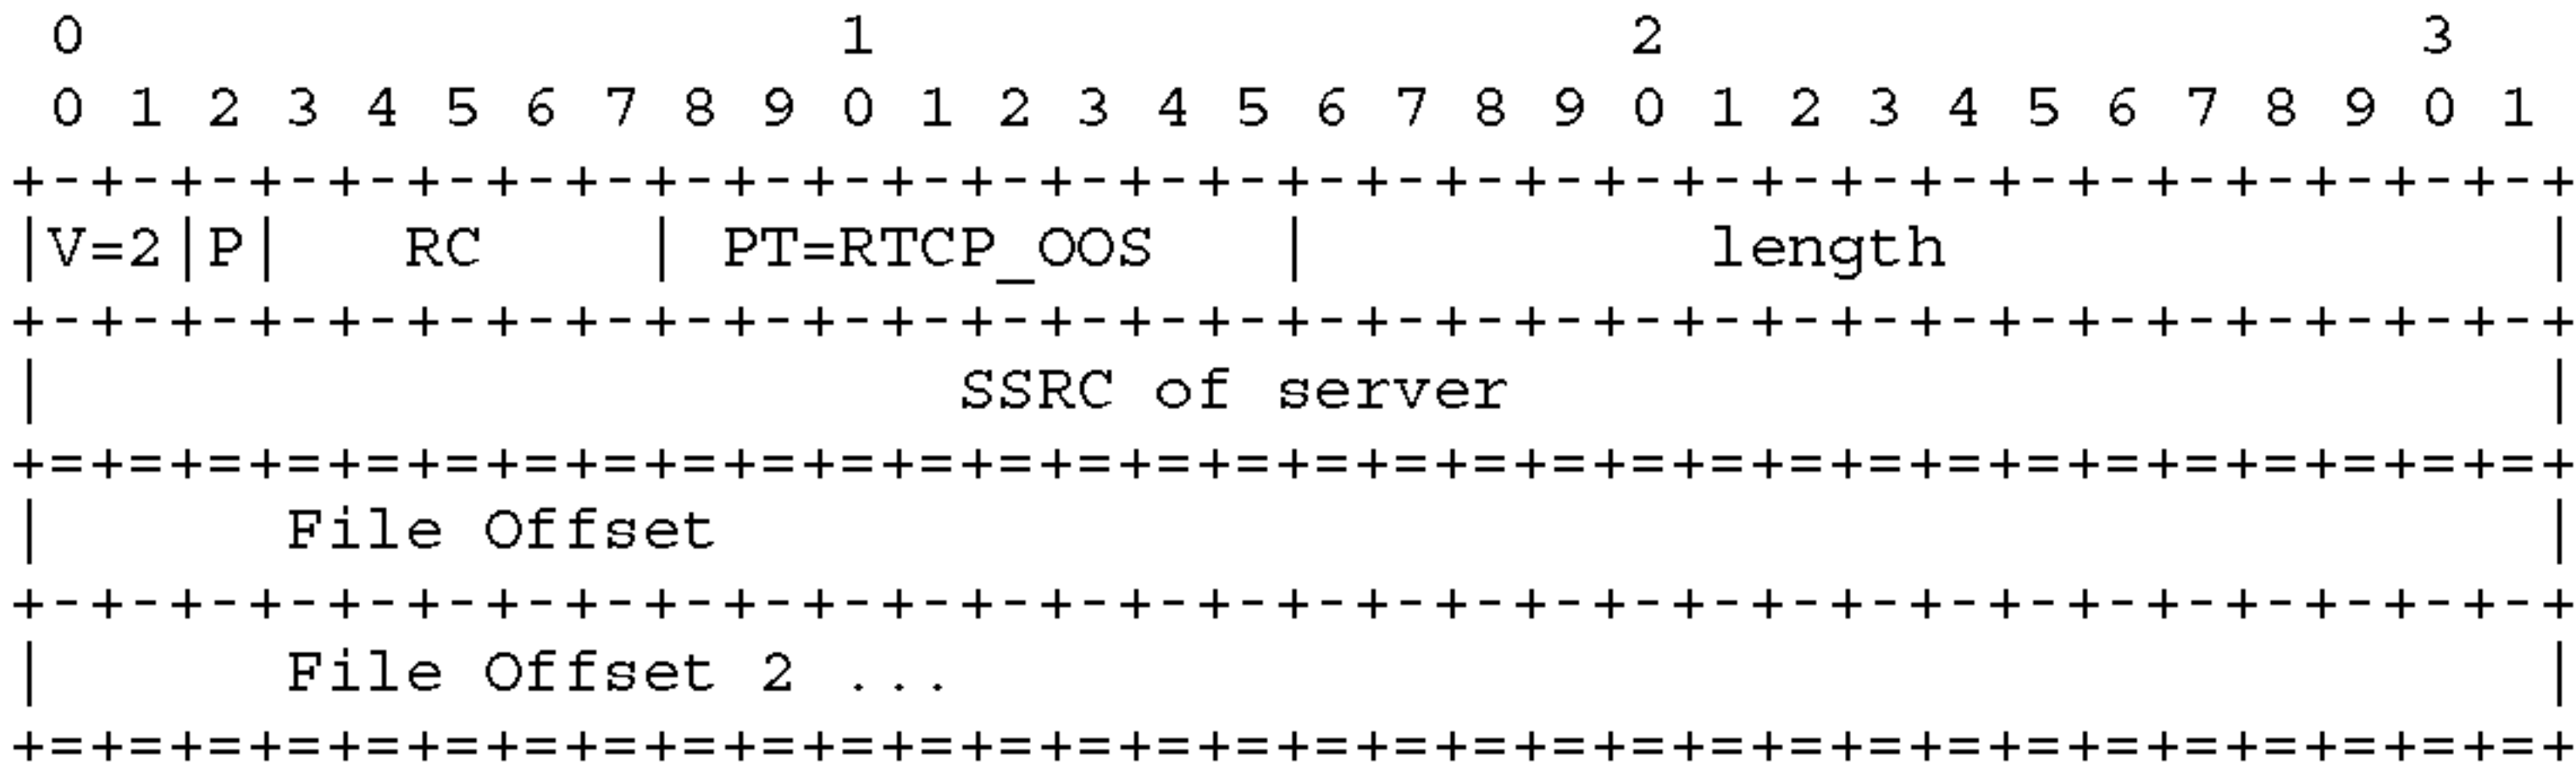 0                   1                   2                   3
 0 1 2 3 4 5 6 7 8 9 0 1 2 3 4 5 6 7 8 9 0 1 2 3 4 5 6 7 8 9 0 1
+-+-+-+-+-+-+-+-+-+-+-+-+-+-+-+-+-+-+-+-+-+-+-+-+-+-+-+-+-+-+-+-+
|V=2|P|   RC    | PT=RTCP_OOS   |          length               |
+-+-+-+-+-+-+-+-+-+-+-+-+-+-+-+-+-+-+-+-+-+-+-+-+-+-+-+-+-+-+-+-+
|                       SSRC of server                          |
+=+=+=+=+=+=+=+=+=+=+=+=+=+=+=+=+=+=+=+=+=+=+=+=+=+=+=+=+=+=+=+=+
|      File Offset                                              |
+-+-+-+-+-+-+-+-+-+-+-+-+-+-+-+-+-+-+-+-+-+-+-+-+-+-+-+-+-+-+-+-+
|      File Offset 2 ...                                        |
+=+=+=+=+=+=+=+=+=+=+=+=+=+=+=+=+=+=+=+=+=+=+=+=+=+=+=+=+=+=+=+=+